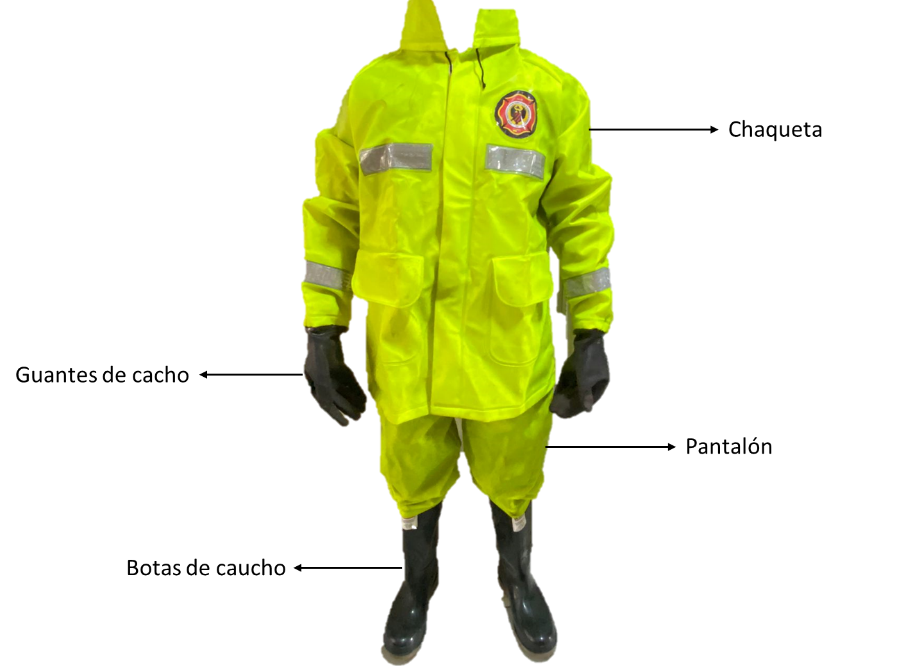 Chaqueta
Guantes de cacho
Pantalón
Botas de caucho